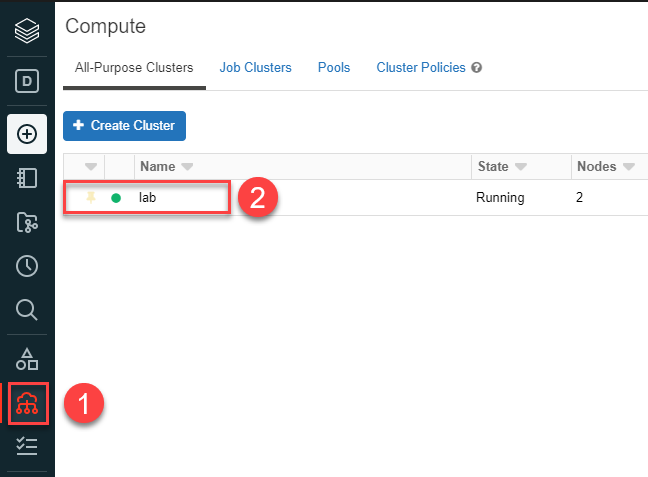 Compute
All-Purpose Clusters Job Clusters Pools Cluster Policies ?
D
+ Create Cluster
Name State Nodes
lab Running 2
2
1